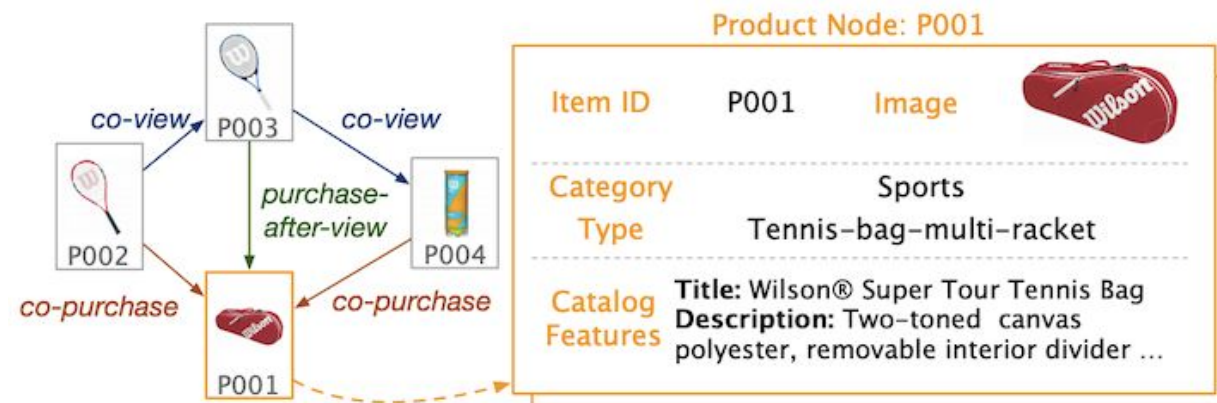 Product Node: P001
Item ID P001 Image
Wilson
Category Sports
Type Tennis-bag-multi-racket
Catalog Features
Title: Wilson® Super Tour Tennis Bag
Description: Two-toned canvas
polyester, removable interior divider ...
co-view
co-view
P003
P002
purchase-
after-view
P004
co-purchase
co-purchase
Wilson
P001